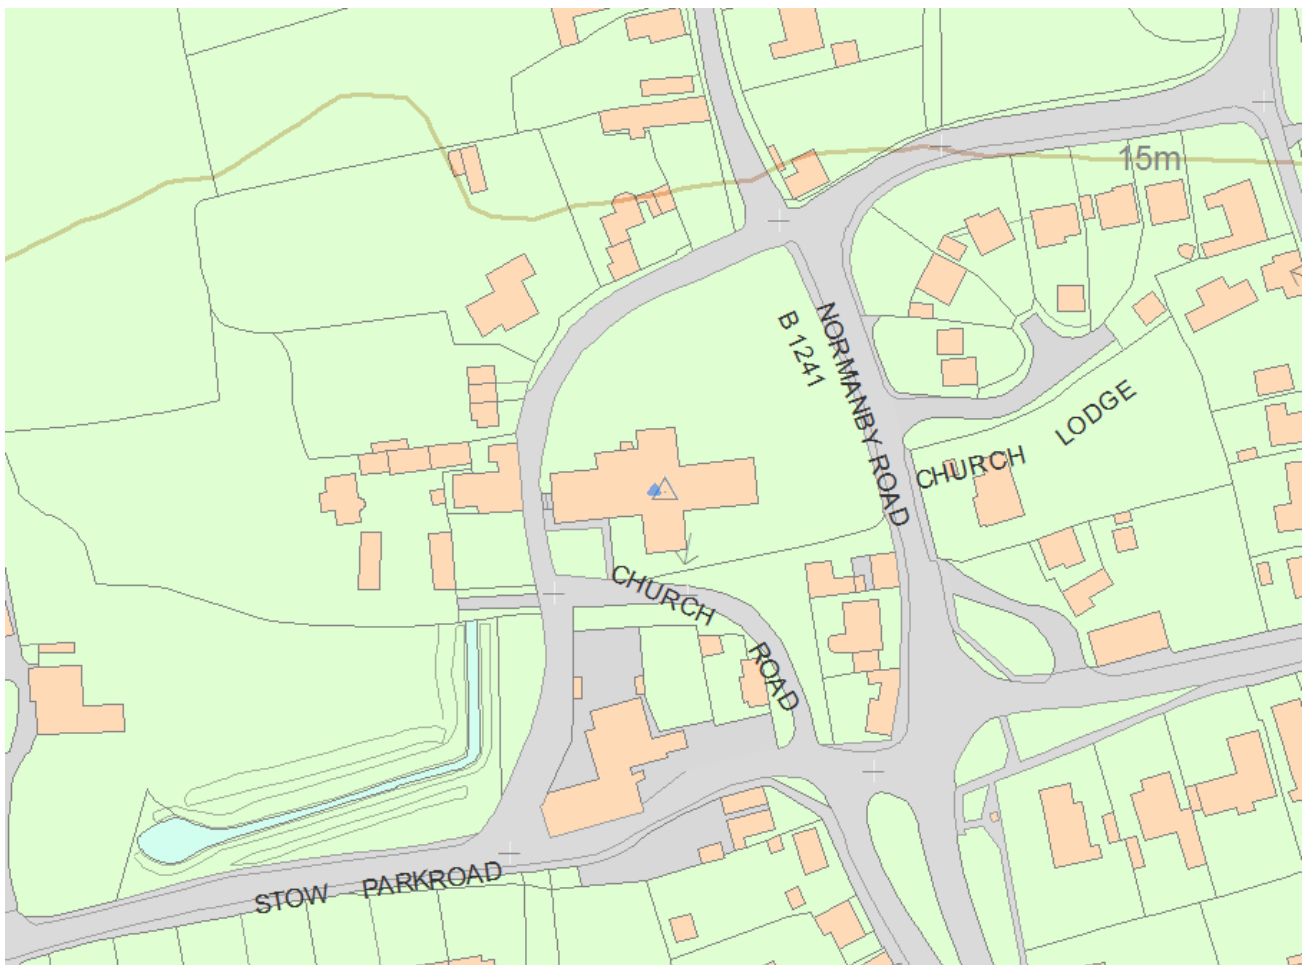 15m
NORMANBY ROAD
B 1241
CHURCH LODGE
CHURCH ROAD
STOW PARKROAD